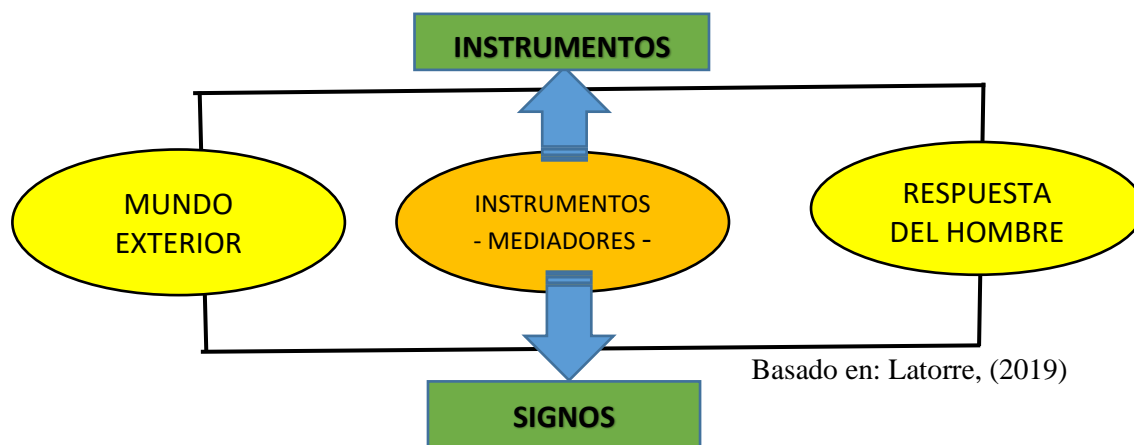 INSTRUMENTOS
MUNDO
EXTERIOR
INSTRUMENTOS
- MEDIADORES -
RESPUESTA
DEL HOMBRE
Basado en: Latorre, (2019)
SIGNOS